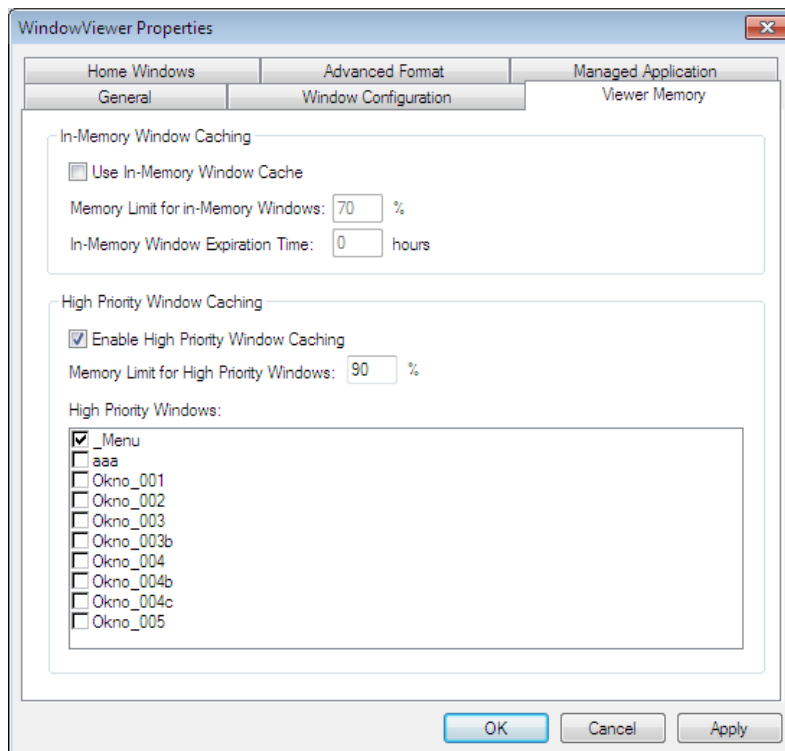 WindowViewer Properties
Home Windows
Advanced Format
Managed Application
General
Window Configuration
Viewer Memory
In-Memory Window Caching
Use In-Memory Window Cache
Memory Limit for in-Memory Windows: 70 %
In-Memory Window Expiration Time: 0 hours
High Priority Window Caching
Enable High Priority Window Caching
Memory Limit for High Priority Windows: 90 %
High Priority Windows:
_Menu
aaa
Okno_001
Okno_002
Okno_003
Okno_003b
Okno_004
Okno_004b
Okno_004c
Okno_005
OK
Cancel
Apply